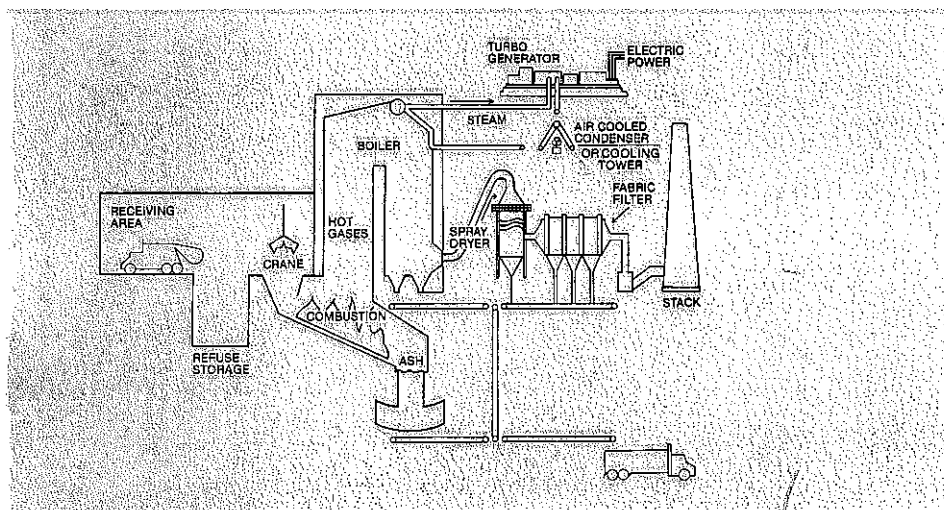 TURBO
GENERATOR
ELECTRIC
POWER
STEAM
AIR COOLED
CONDENSER
OR COOLING
TOWER
BOILER
FABRIC
FILTER
RECEIVING
AREA
HOT
GASES
SPRAY
DRYER
CRANE
STACK
COMBUSTION
REFUSE
STORAGE
ASH